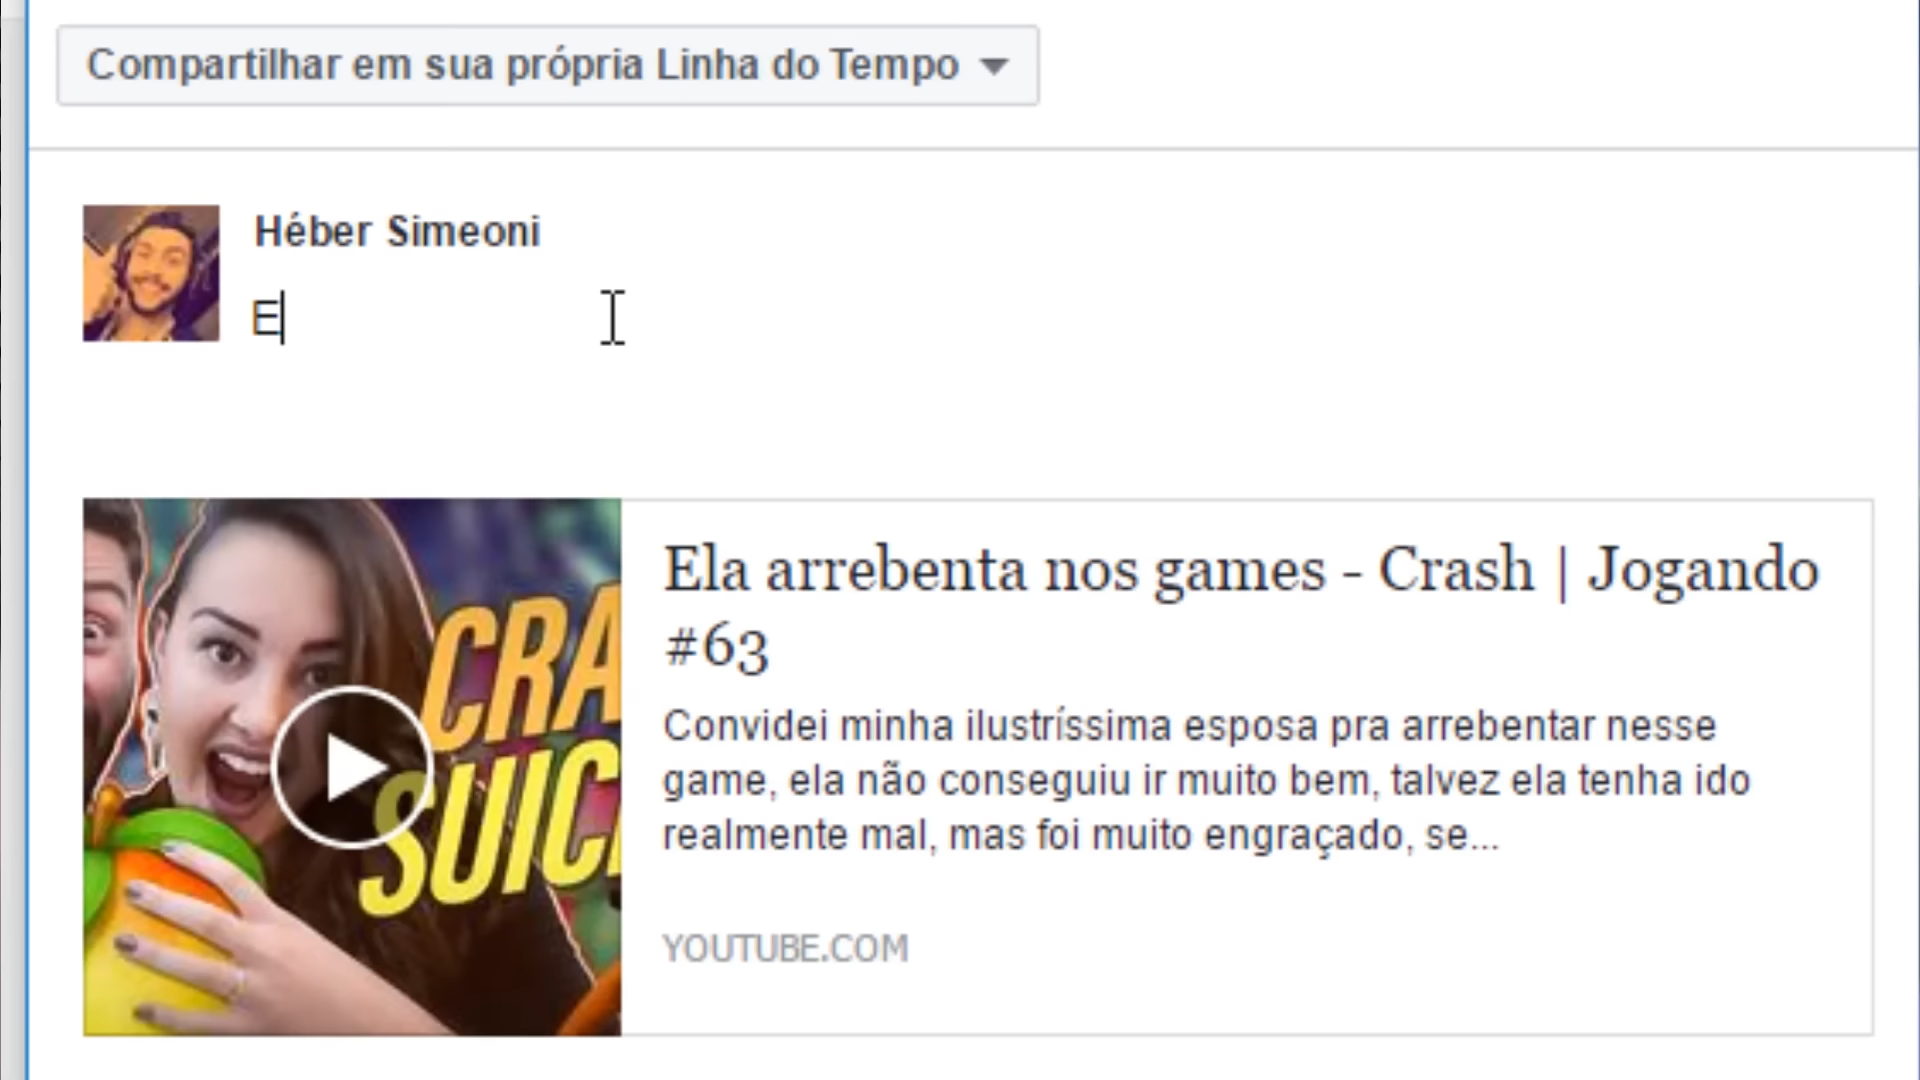 Compartilhar em sua própria Linha do Tempo
Héber Simeoni
E
CRA
SUIC
Ela arrebenta nos games - Crash | Jogando
#63
Convidei minha ilustríssima esposa pra arrebentar nesse
game, ela não conseguiu ir muito bem, talvez ela tenha ido
realmente mal, mas foi muito engraçado, se...
YOUTUBE.COM